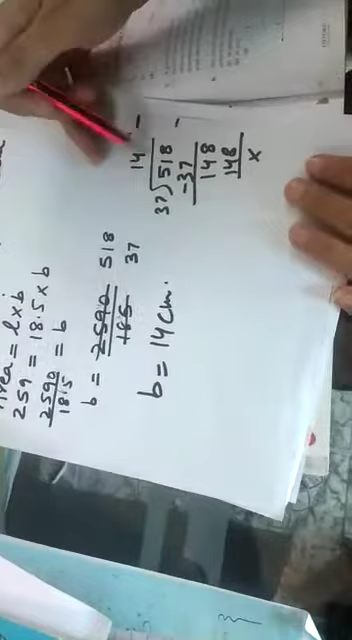 Area = l x b
259 = 18.5 x b
2590
185 = b
b = 2590 518
185 37
b = 14 cm.
14
37) 518
-37
148
148
x